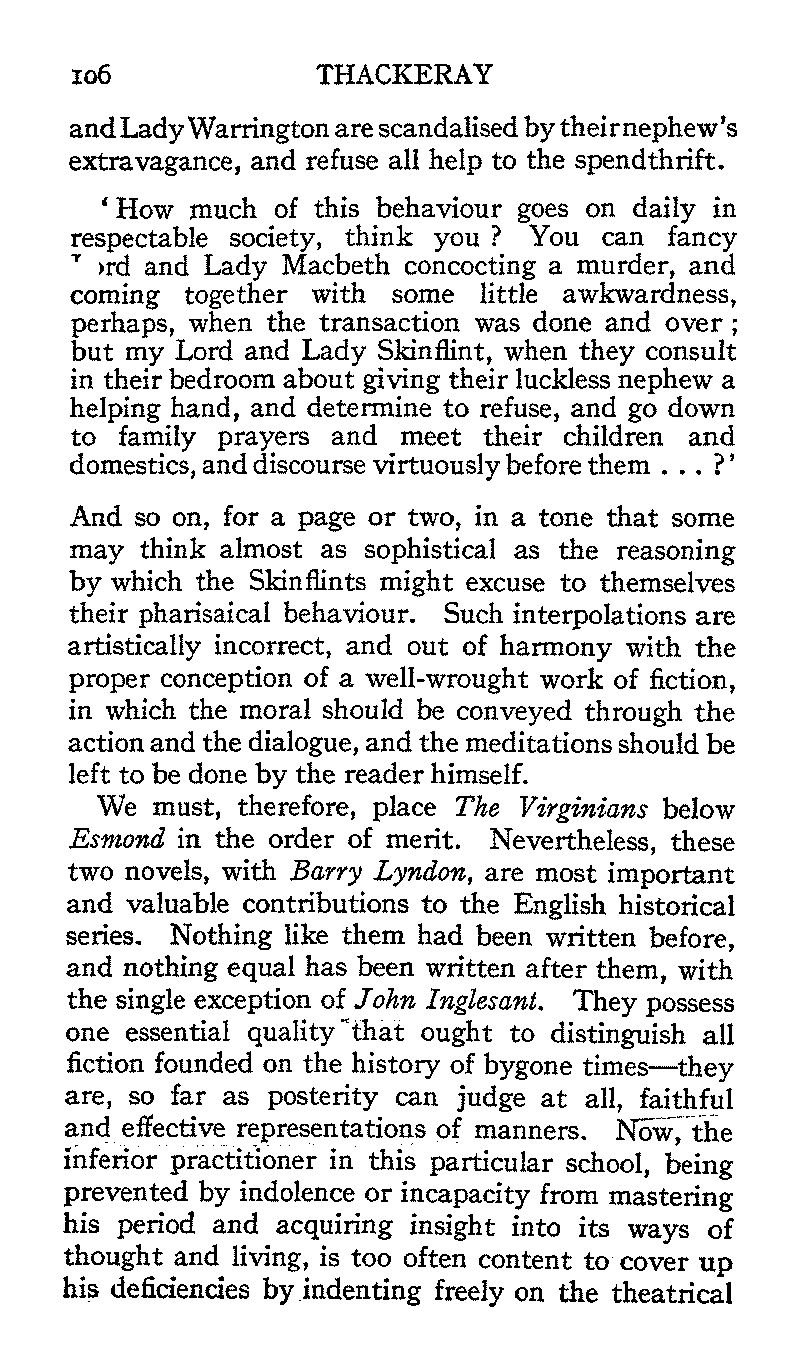 106 THACKERAY
and Lady Warrington are scandalised by their nephew's
extravagance, and refuse all help to the spendthrift.
‘ How much of this behaviour goes on daily in
respectable society, think you ? You can fancy
and Lady Macbeth concocting a murder, and
coming together with some little awkwardness,
perhaps, when the transaction was done and over ;
but my Lord and Lady Skinflint, when they consult
in their bedroom about giving their luckless nephew a
helping hand, and determine to refuse, and go down
to family prayers and meet their children and
domestics, and discourse virtuously before them . . . ?’
And so on, for a page or two, in a tone that some
may think almost as sophistical as the reasoning
by which the Skinflints might excuse to themselves
their pharisaical behaviour. Such interpolations are
artistically incorrect, and out of harmony with the
proper conception of a well-wrought work of fiction,
in which the moral should be conveyed through the
action and the dialogue, and the meditations should be
left to be done by the reader himself.
We must, therefore, place The Virginians below
Esmond in the order of merit. Nevertheless, these
two novels, with Barry Lyndon, are most important
and valuable contributions to the English historical
series. Nothing like them had been written before,
and nothing equal has been written after them, with
the single exception of John Inglesant. They possess
one essential quality that ought to distinguish all
fiction founded on the history of bygone times—they
are, so far as posterity can judge at all, faithful
and effective representations of manners. Now, the
inferior practitioner in this particular school, being
prevented by indolence or incapacity from mastering
his period and acquiring insight into its ways of
thought and living, is too often content to cover up
his deficiencies by indenting freely on the theatrical